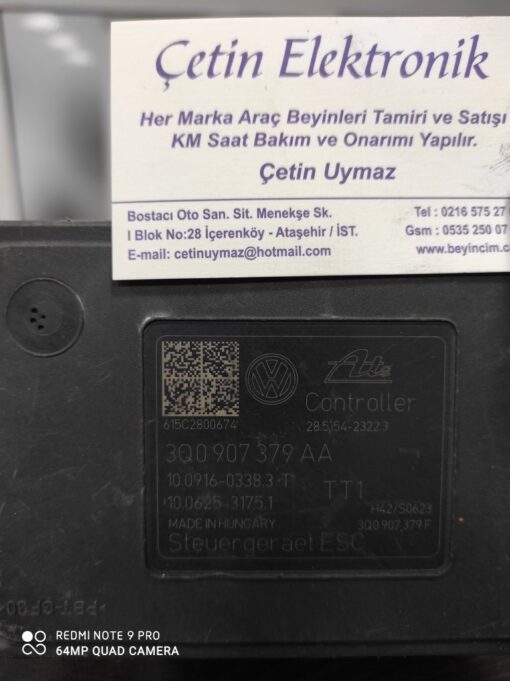 Çetin Elektronik
Her Marka Araç Beyinleri Tamiri ve Satışı
KM Saat Bakım ve Onarımı Yapılır.
Çetin Uymaz
Bostacı Oto San. Sit. Menekşe Sk.
I Blok No:28 İçerenköy - Ataşehir / İST.
E-mail: cetinuymaz@hotmail.com
Tel : 0216 575 27
Gsm : 0535 250 07
www.beyincim.c
Ate
Controller
615C2800674
28.5154-2322.3
3Q0 907 379 AA
10.0916-0338.3 T
TT1
10.0625-3175.1
H42/S0623
MADE IN HUNGARY
3Q0 907 379 F
Steuergeraet ESC
REDMI NOTE 9 PRO
64MP QUAD CAMERA